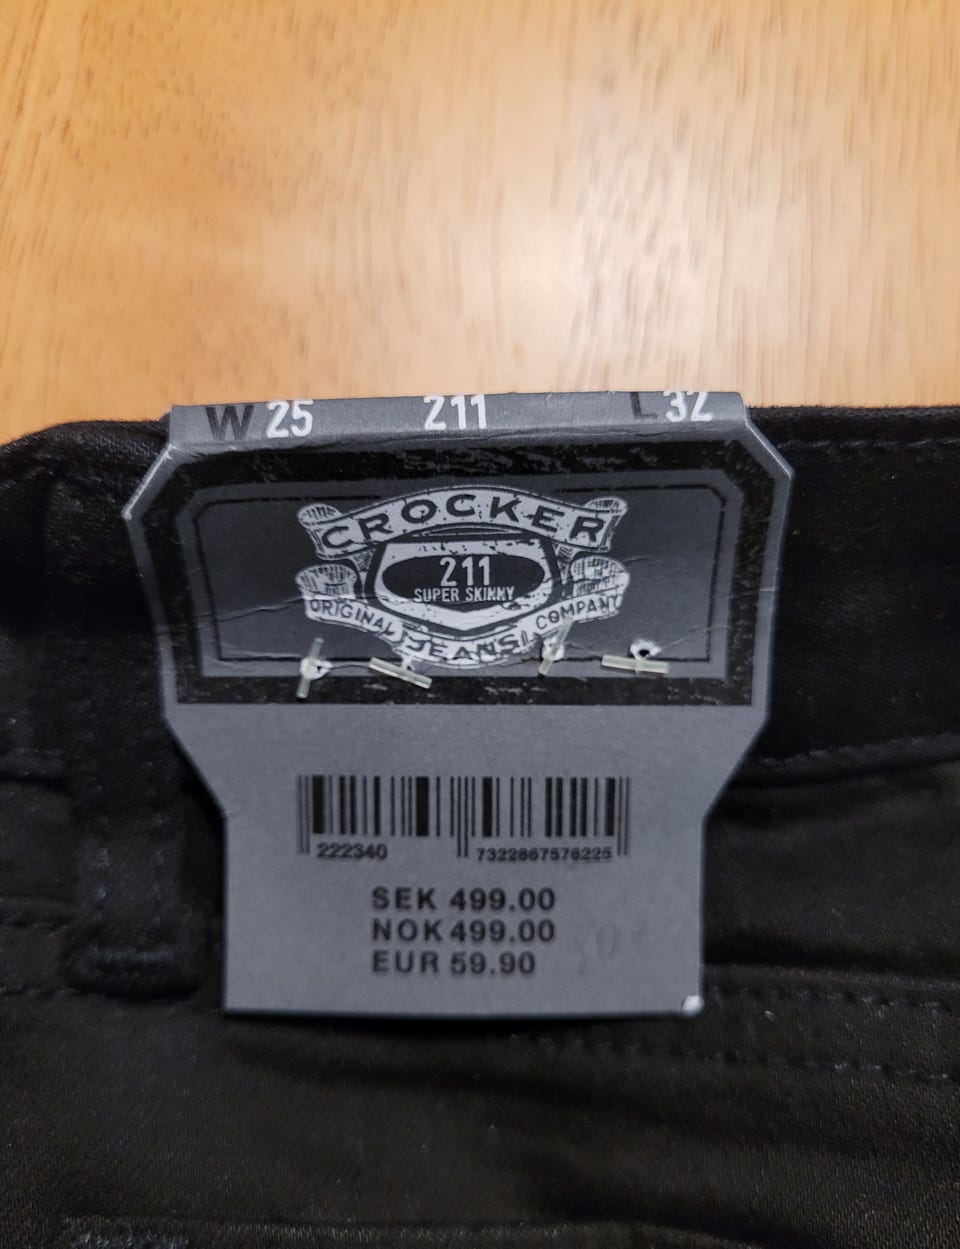 W 25 211 L 32
CROCKER
211
SUPER SKINNY
ORIGINAL JEANS COMPANY
222340 7322867576225
SEK 499.00
NOK 499.00
EUR 59.90